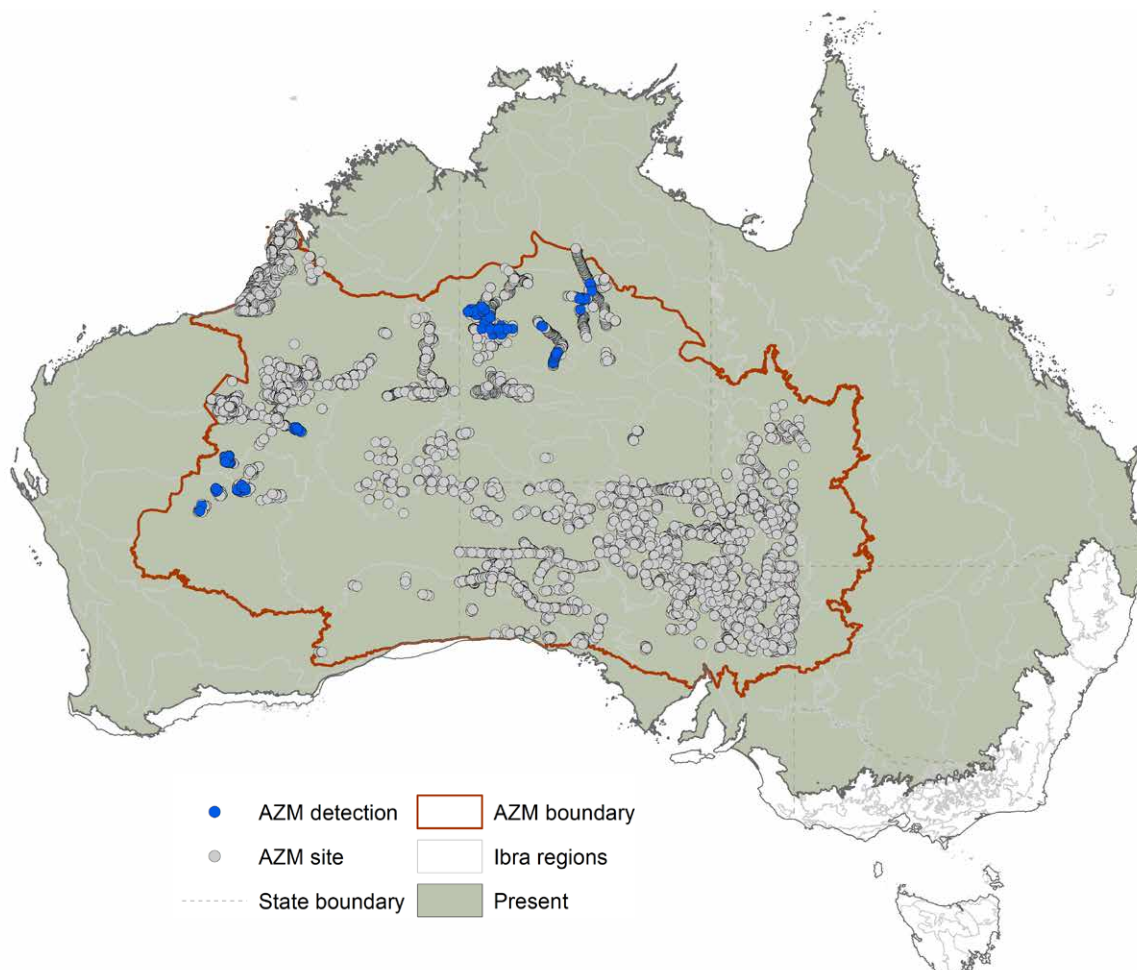 AZM detection
AZM boundary
AZM site
Ibra regions
State boundary
Present